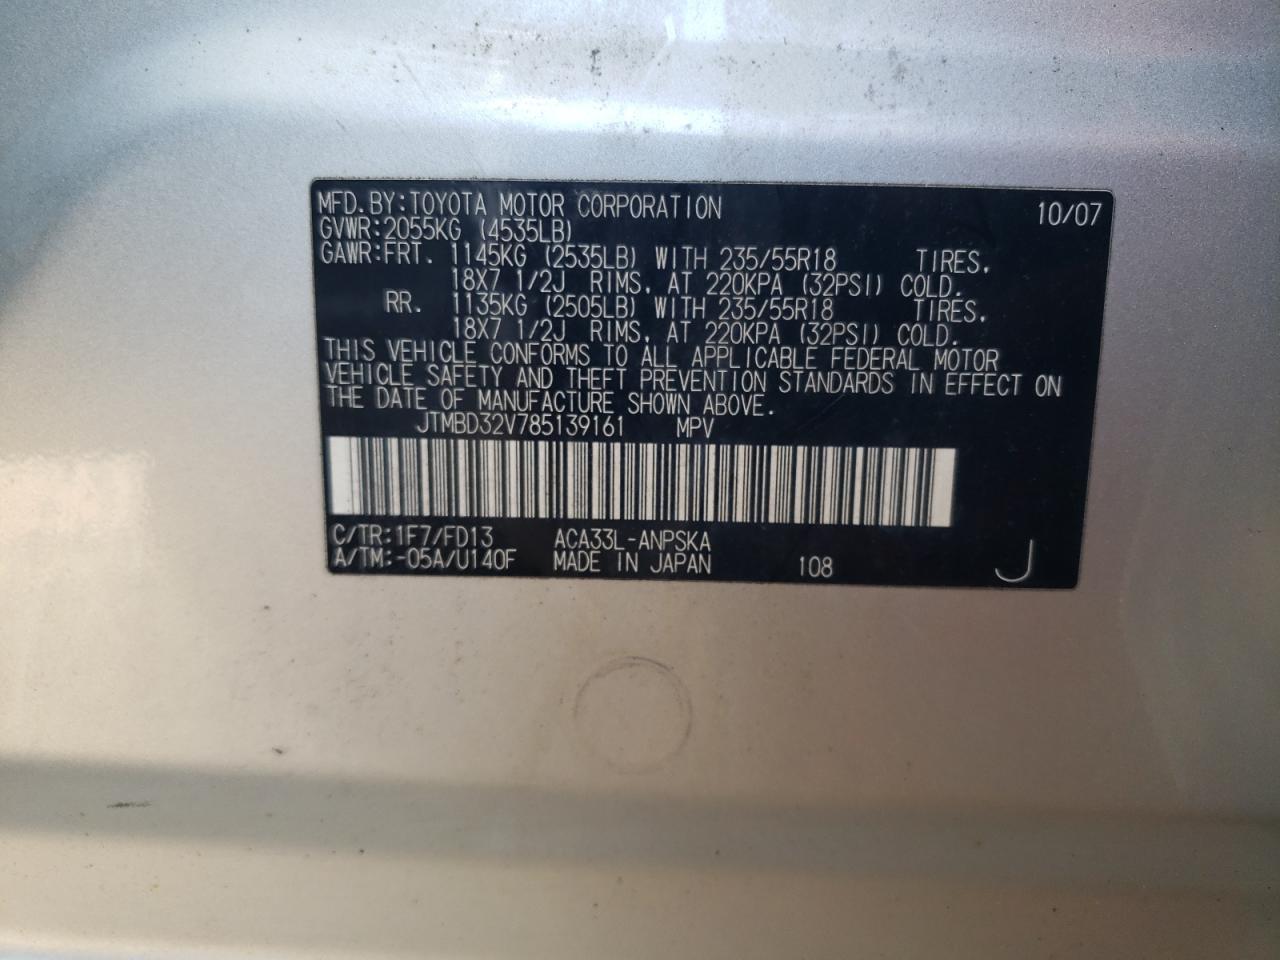 MFD.BY:TOYOTA MOTOR CORPORATION 10/07
GVWR:2055KG (4535LB)
GAWR:FRT. 1145KG (2535LB) WITH 235/55R18 TIRES,
18X7 1/2J RIMS, AT 220KPA (32PSI) COLD.
RR. 1135KG (2505LB) WITH 235/55R18 TIRES,
18X7 1/2J RIMS, AT 220KPA (32PSI) COLD.
THIS VEHICLE CONFORMS TO ALL APPLICABLE FEDERAL MOTOR
VEHICLE SAFETY AND THEFT PREVENTION STANDARDS IN EFFECT ON
THE DATE OF MANUFACTURE SHOWN ABOVE.
JTMBD32V785139161 MPV
C/TR:1F7/FD13 ACA33L-ANPSKA
A/TM:-05A/U140F MADE IN JAPAN 108 J